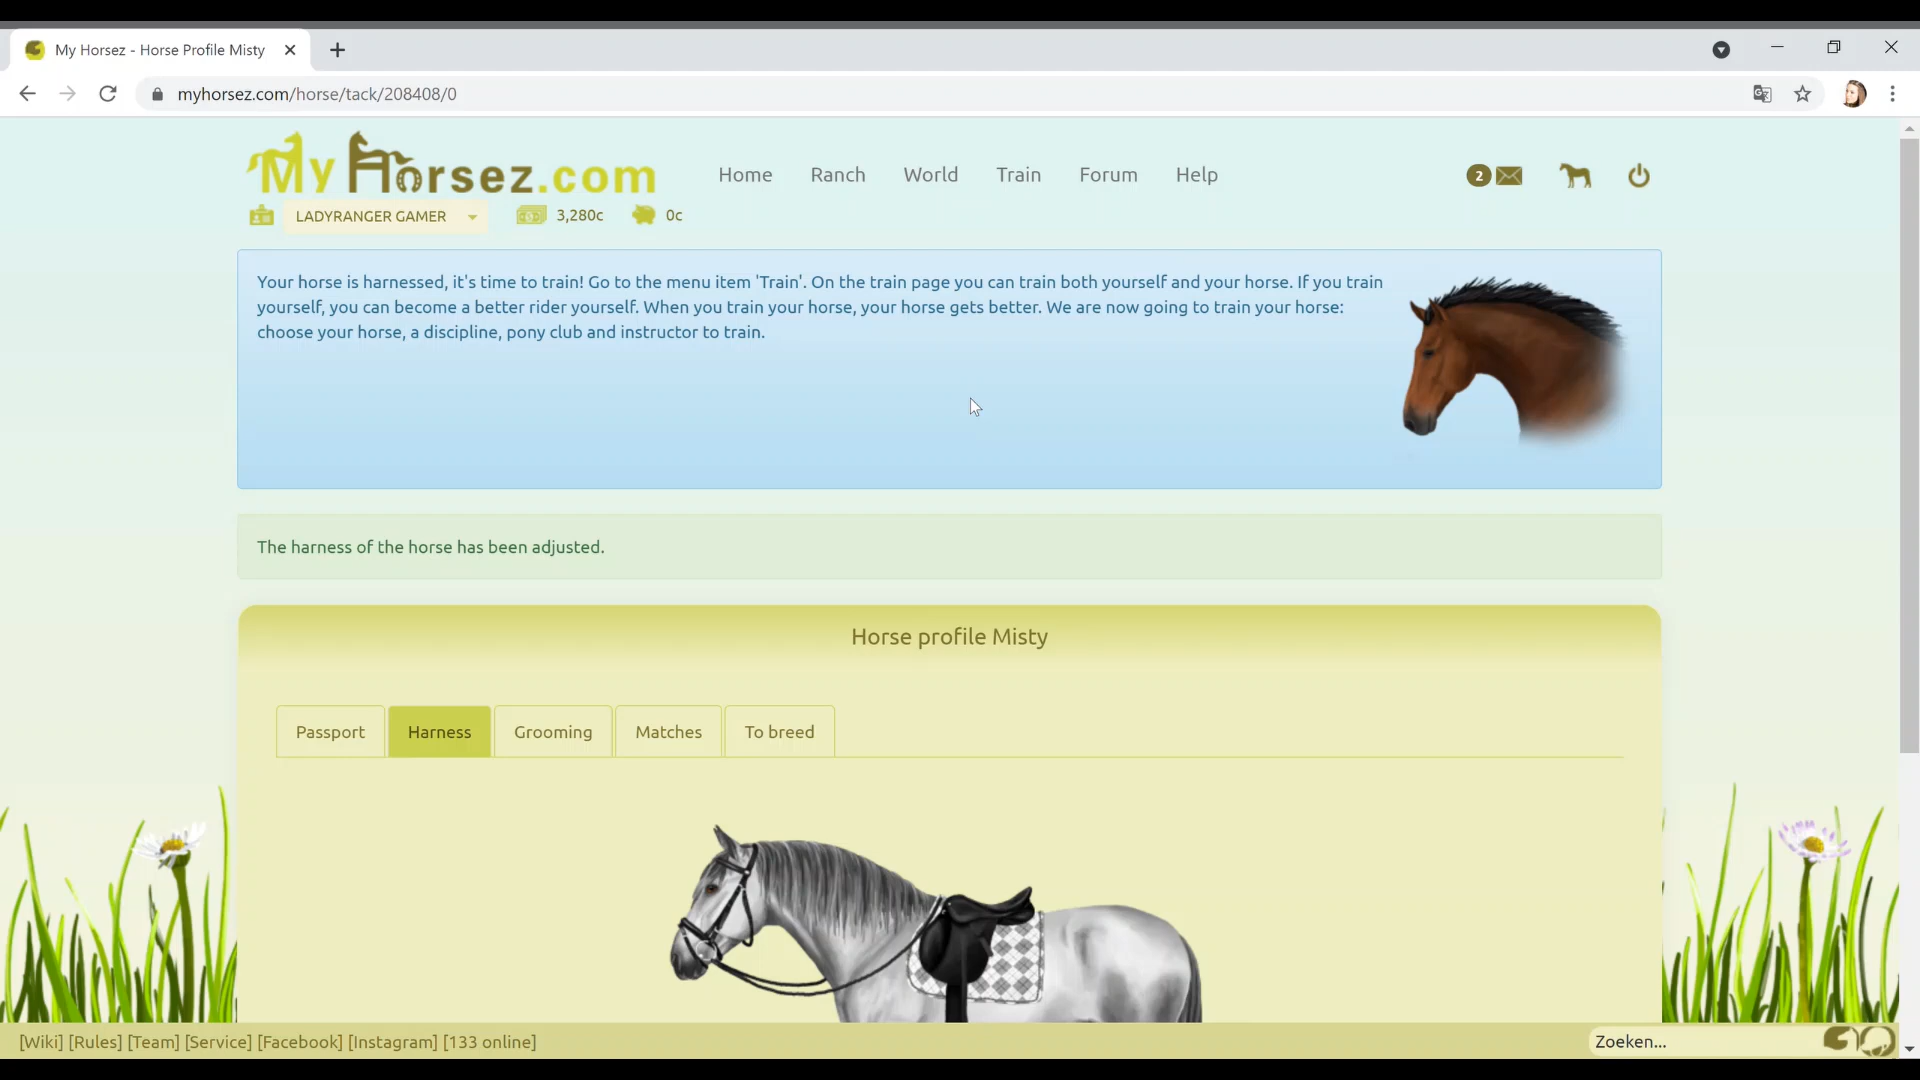 My Horsez - Horse Profile Misty
myhorsez.com/horse/tack/208408/0
My Horsez.com
Home Ranch World Train Forum Help
2
LADYRANGER GAMER 3,280c 0c
Your horse is harnessed, it's time to train! Go to the menu item 'Train'. On the train page you can train both yourself and your horse. If you train
yourself, you can become a better rider yourself. When you train your horse, your horse gets better. We are now going to train your horse:
choose your horse, a discipline, pony club and instructor to train.
The harness of the horse has been adjusted.
Horse profile Misty
Passport Harness Grooming Matches To breed
[Wiki] [Rules] [Team] [Service] [Facebook] [Instagram] [133 online]
Zoeken...